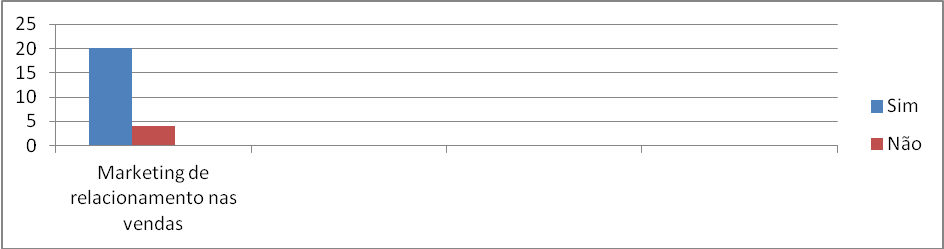 25
20
15
10
5
0
Sim
Não
Marketing de
relacionamento nas
vendas